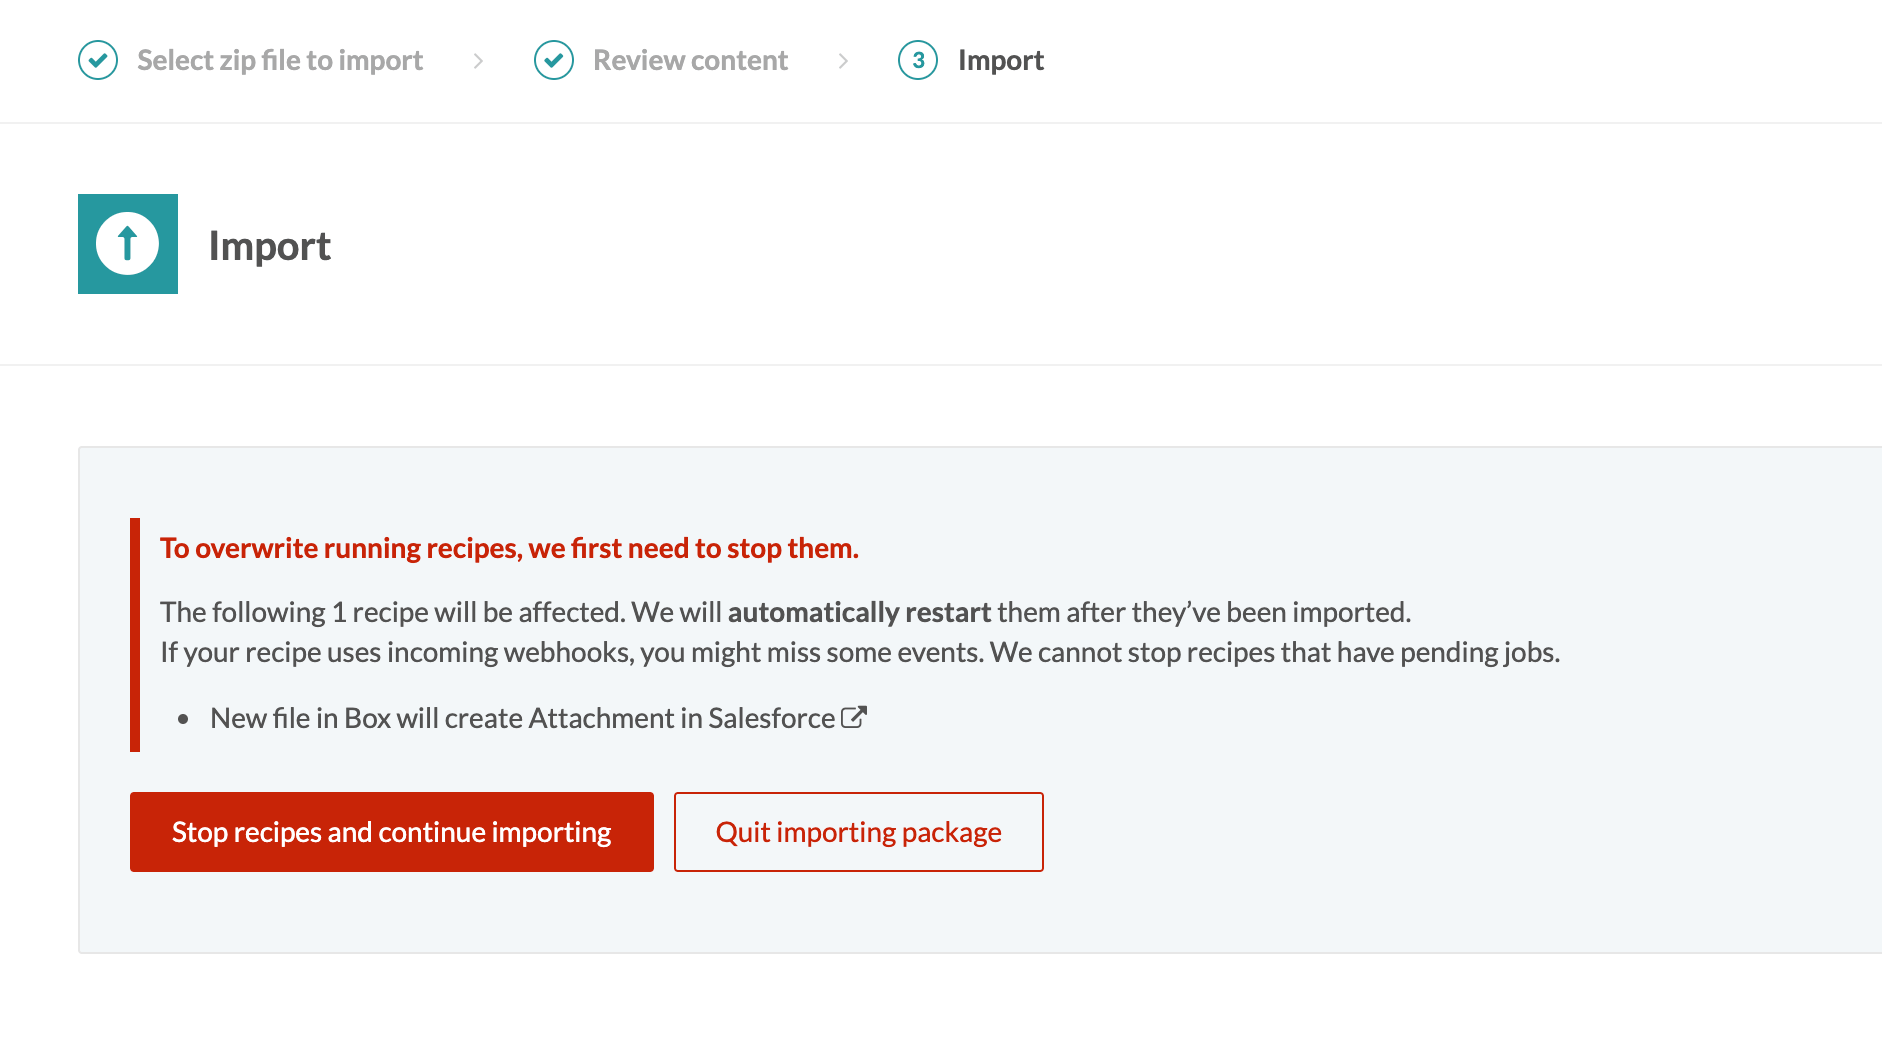 Select zip file to import
Review content
3 Import
Import
To overwrite running recipes, we first need to stop them.
The following 1 recipe will be affected. We will automatically restart them after they’ve been imported.
If your recipe uses incoming webhooks, you might miss some events. We cannot stop recipes that have pending jobs.
• New file in Box will create Attachment in Salesforce
Stop recipes and continue importing
Quit importing package